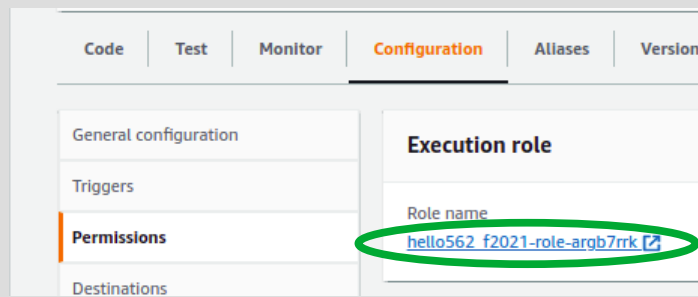 Code Test Monitor Configuration Aliases Version
General configuration
Triggers
Permissions
Destinations
Execution role
Role name
hello562_f2021-role-argb7rrk